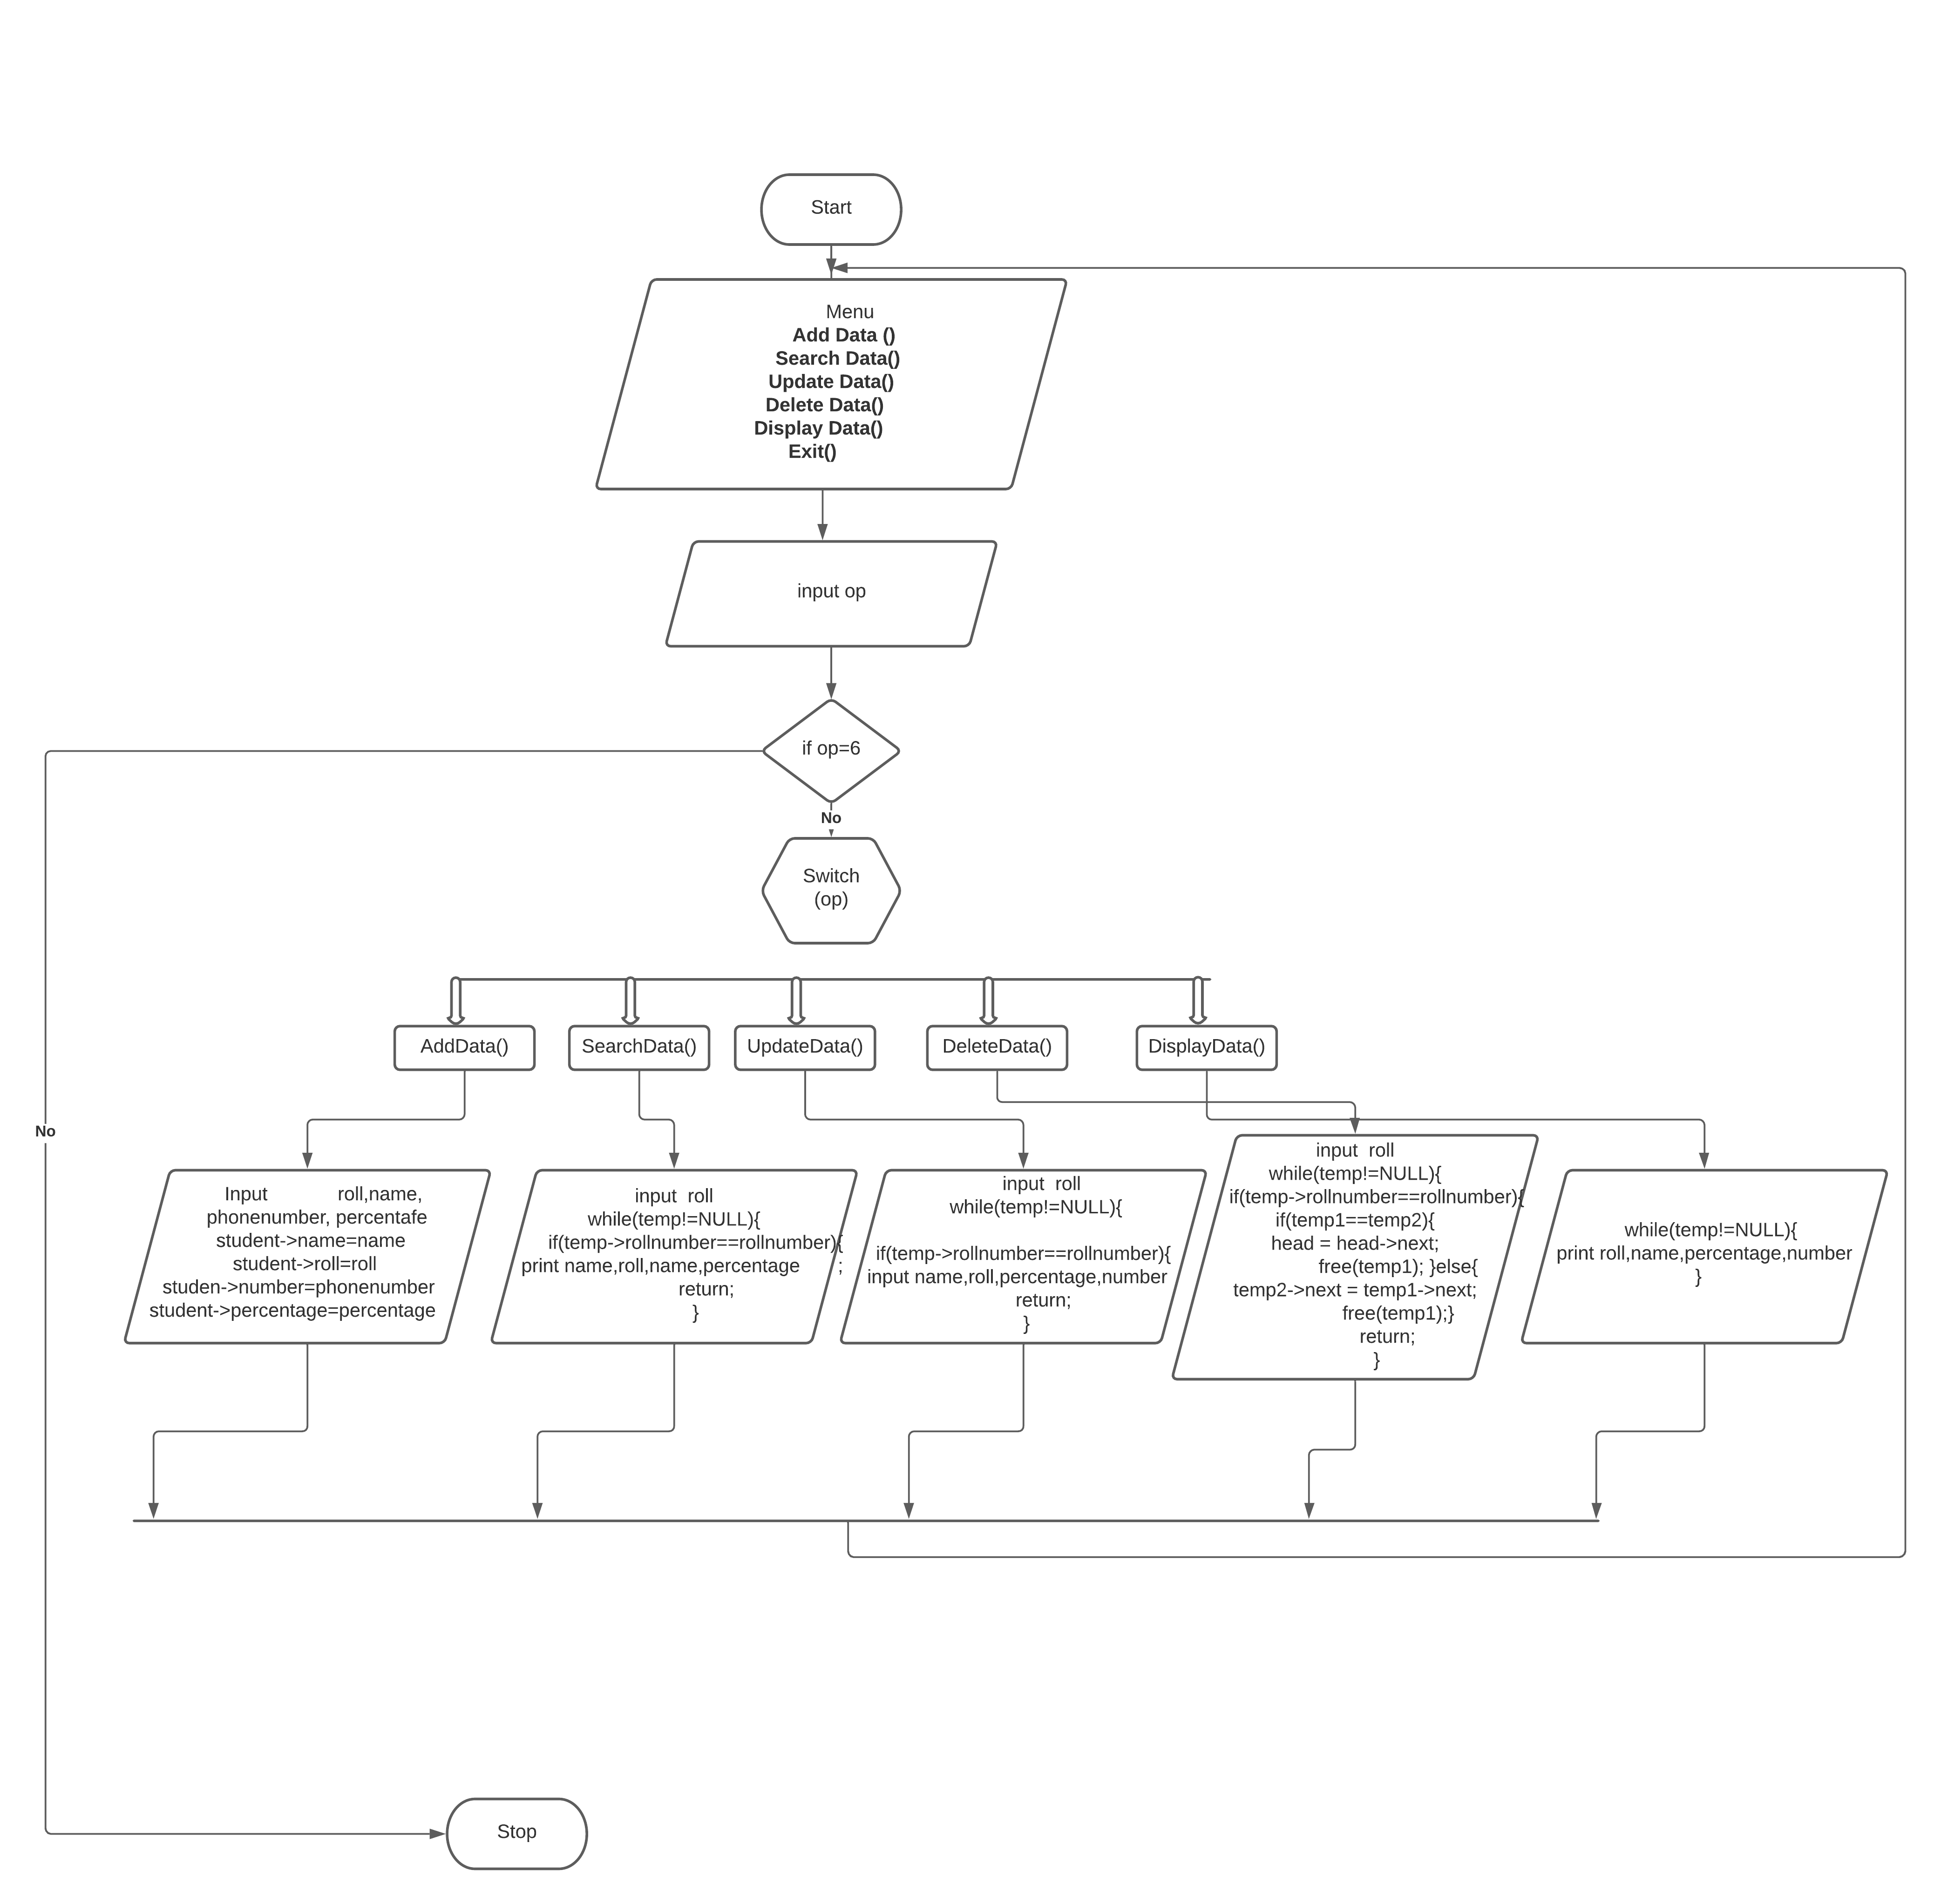 Start
Menu
Add Data ()
Search Data()
Update Data()
Delete Data()
Display Data()
Exit()
input op
if op=6
No
Switch
(op)
AddData()
SearchData()
UpdateData()
DeleteData()
DisplayData()
No
Input roll,name,
phonenumber, percentafe
student->name=name
student->roll=roll
studen->number=phonenumber
student->percentage=percentage
input roll
while(temp!=NULL){
if(temp->rollnumber==rollnumber){
print name,roll,name,percentage ;
return;
}
input roll
while(temp!=NULL){
if(temp->rollnumber==rollnumber){
input name,roll,percentage,number
return;
}
input roll
while(temp!=NULL){
if(temp->rollnumber==rollnumber){
if(temp1==temp2){
head = head->next;
free(temp1); }else{
temp2->next = temp1->next;
free(temp1);}
return;
}
while(temp!=NULL){
print roll,name,percentage,number
}
Stop